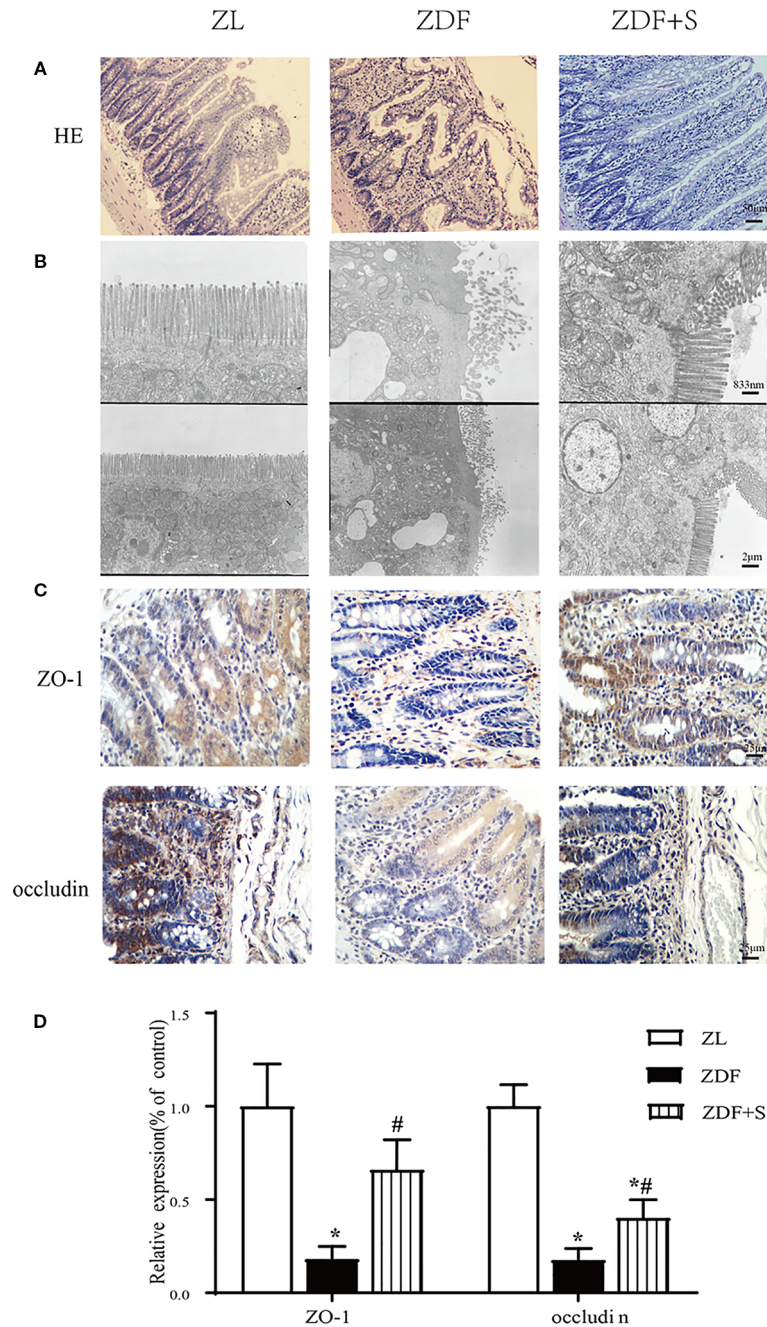 ZL ZDF ZDF+S
A
HE
50μm
B
833nm
2μm
C
ZO-1
25μm
occludin
25μm
D
Relative expression(% of control)
1.5
1.0
0.5
0.0
* # * *#
ZO-1 occludi n
ZL
ZDF
ZDF+S